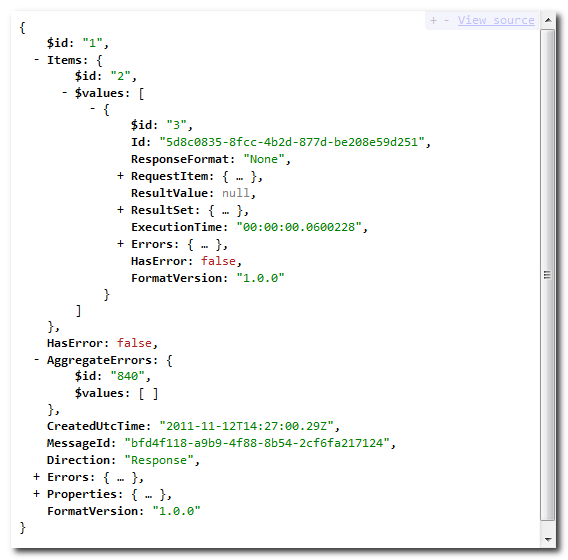 + - View source
{
$id: "1",
- Items: {
$id: "2",
- $values: [
- {
$id: "3",
Id: "5d8c0835-8fcc-4b2d-877d-be208e59d251",
ResponseFormat: "None",
+ RequestItem: { … },
ResultValue: null,
+ ResultSet: { … },
ExecutionTime: "00:00:00.0600228",
+ Errors: { … },
HasError: false,
FormatVersion: "1.0.0"
}
]
},
HasError: false,
- AggregateErrors: {
$id: "840",
$values: [ ]
},
CreatedUtcTime: "2011-11-12T14:27:00.29Z",
MessageId: "bfd4f118-a9b9-4f88-8b54-2cf6fa217124",
Direction: "Response",
+ Errors: { … },
+ Properties: { … },
FormatVersion: "1.0.0"
}